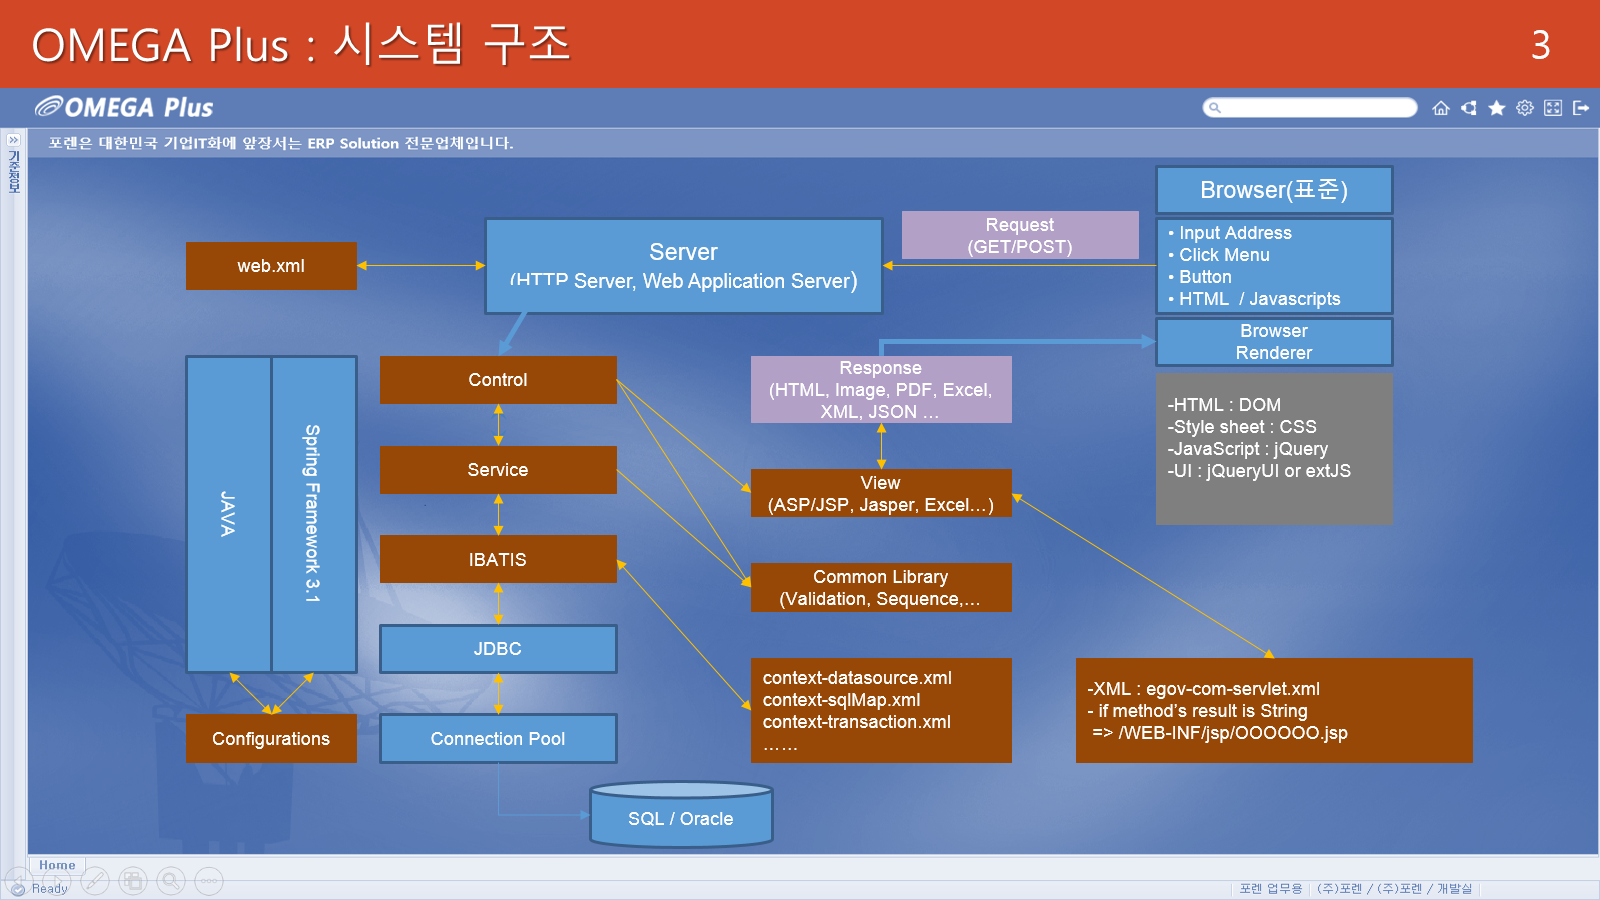 OMEGA Plus : 시스템 구조
3
OMEGA Plus
포렌은 대한민국 기업IT화에 앞장서는 ERP Solution 전문업체입니다.
기준정보
Browser(표준)
• Input Address
• Click Menu
• Button
• HTML / Javascripts
Browser
Renderer
Request
(GET/POST)
Server
(HTTP Server, Web Application Server)
web.xml
Control
Service
IBATIS
JDBC
Connection Pool
SQL / Oracle
JAVA
Spring Framework 3.1
Configurations
Response
(HTML, Image, PDF, Excel,
XML, JSON …
View
(ASP/JSP, Jasper, Excel…)
Common Library
(Validation, Sequence,…
context-datasource.xml
context-sqlMap.xml
context-transaction.xml
……
-HTML : DOM
-Style sheet : CSS
-JavaScript : jQuery
-UI : jQueryUI or extJS
-XML : egov-com-servlet.xml
- if method’s result is String
=> /WEB-INF/jsp/OOOOOO.jsp
Home
Ready
포렌 업무용
(주)포렌 / (주)포렌 / 개발실